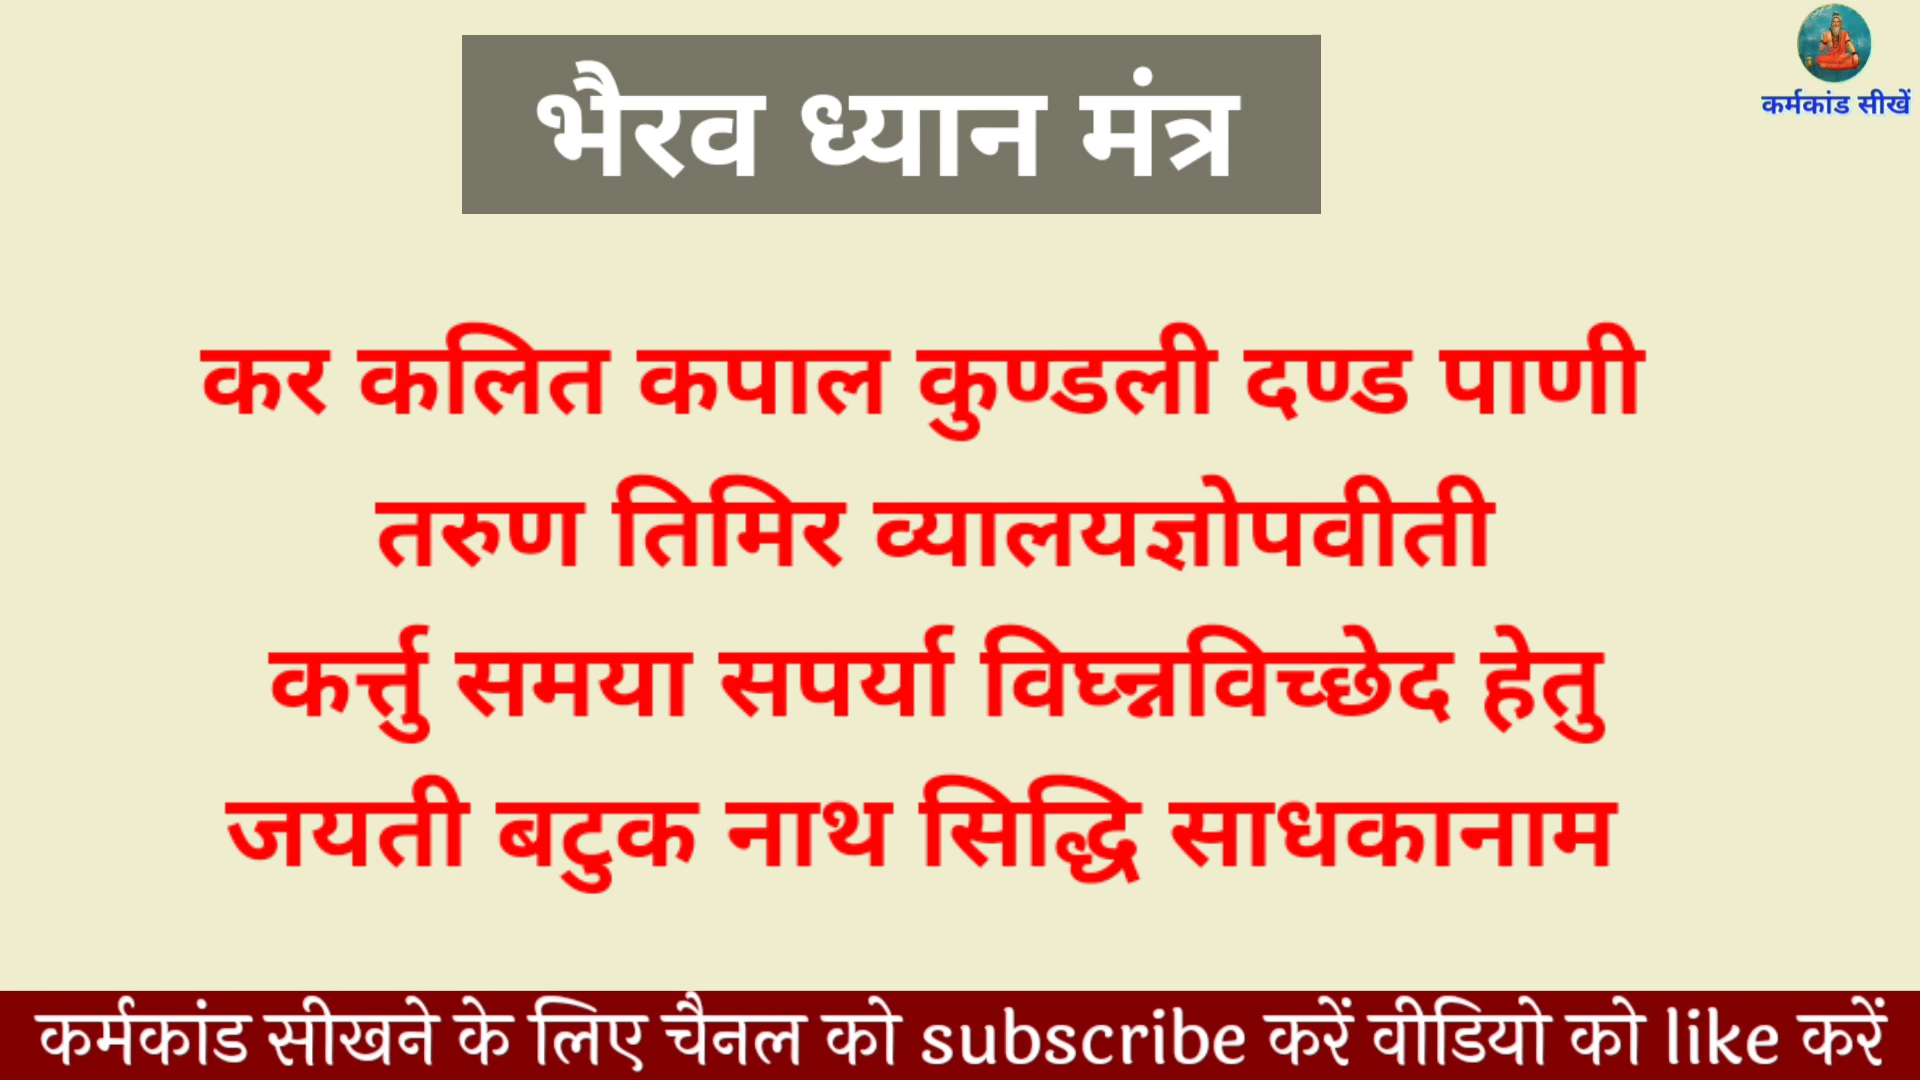 भैरव ध्यान मंत्र
कर्मकांड सीखें
कर कलित कपाल कुण्डली दण्ड पाणी
तरुण तिमिर व्यालयज्ञोपवीती
कर्त्तु समया सपर्या विघ्न्नविच्छेद हेतु
जयती बटुक नाथ सिद्धि साधकानाम
कर्मकांड सीखने के लिए चैनल को subscribe करें वीडियो को like करें